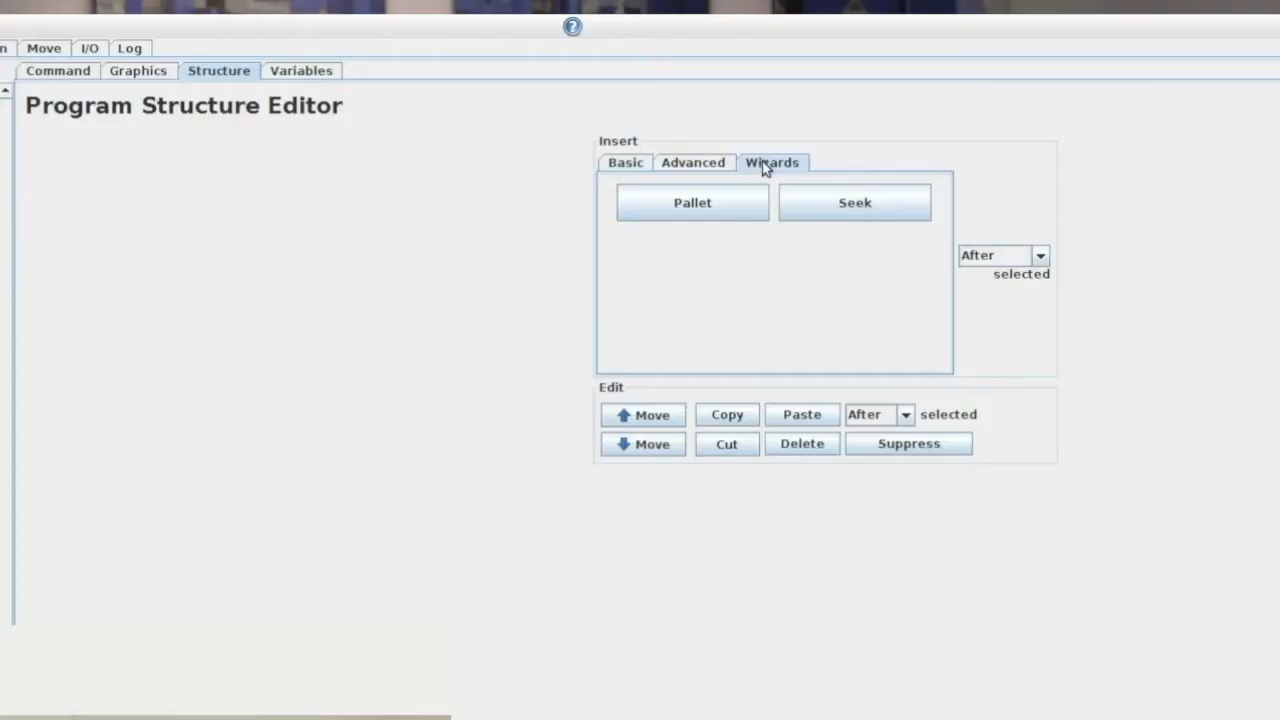 n Move I/O Log
Command Graphics Structure Variables
Program Structure Editor
Insert
Basic Advanced Wizards
Pallet Seek
After
selected
Edit
Move Copy Paste After selected
Move Cut Delete Suppress